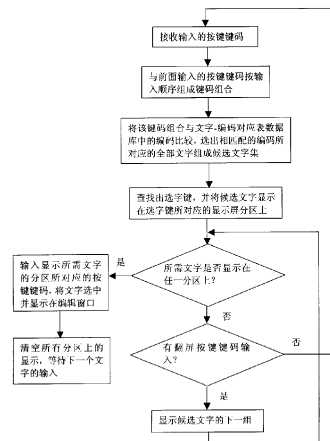 接收输入的按键键码
与前面输入的按键键码按输
入顺序组成键码组合
将该键码组合与文字-编码对应表数据
库中的编码比较，选出相匹配的编码所
对应的全部文字组成候选文字集
查找出选字键，并将候选文字显示
在选字键所对应的显示屏分区上
所需文字是否显示在
任一分区上？
是
输入显示所需文字
的分区所对应的按
键键码，将文字选中
并显示在编辑窗口
清空所有分区上的
显示，等待下一个文
字的输入
否
有翻屏按键键码输
入？
否
是
显示候选文字的下一组